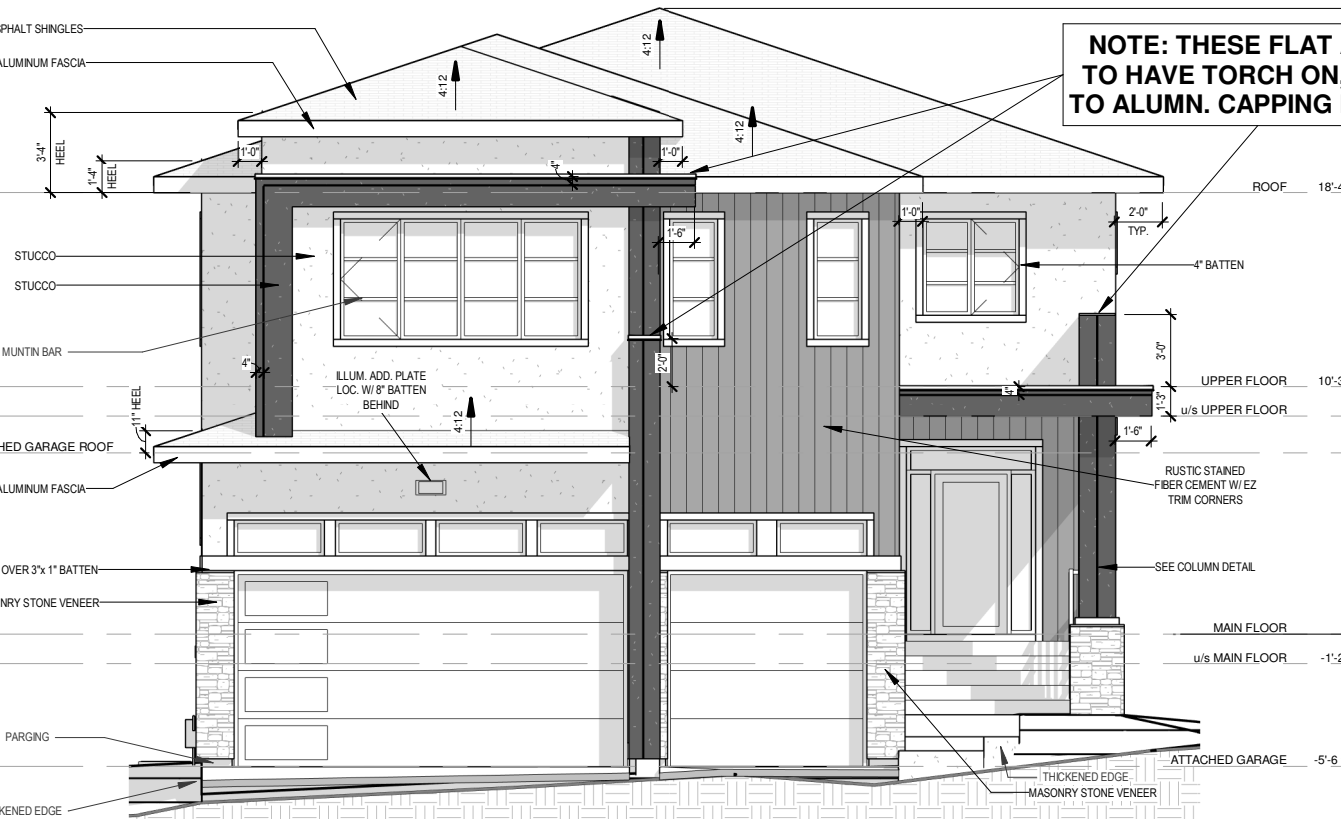 PHALT SHINGLES
ALUMINUM FASCIA
4:12
4:12
4:12
NOTE: THESE FLAT
TO HAVE TORCH ON
TO ALUMN. CAPPING
3'-4"
HEEL
1'-4"
HEEL
1'-0"
1'-0"
4"
ROOF 18'-4
1'-0"
2'-0"
TYP.
1'-6"
STUCCO
STUCCO
4" BATTEN
MUNTIN BAR
4"
2'-0"
3'-0"
ILLUM. ADD. PLATE
LOC. W/ 8" BATTEN
BEHIND
4:12
11" HEEL
UPPER FLOOR 10'-3
4"
1'-3"
u/s UPPER FLOOR
1'-6"
HED GARAGE ROOF
ALUMINUM FASCIA
RUSTIC STAINED
FIBER CEMENT W/ EZ
TRIM CORNERS
OVER 3"x 1" BATTEN
SEE COLUMN DETAIL
NRY STONE VENEER
MAIN FLOOR
u/s MAIN FLOOR -1'-2
PARGING
ATTACHED GARAGE -5'-6
THICKENED EDGE
MASONRY STONE VENEER
KENED EDGE